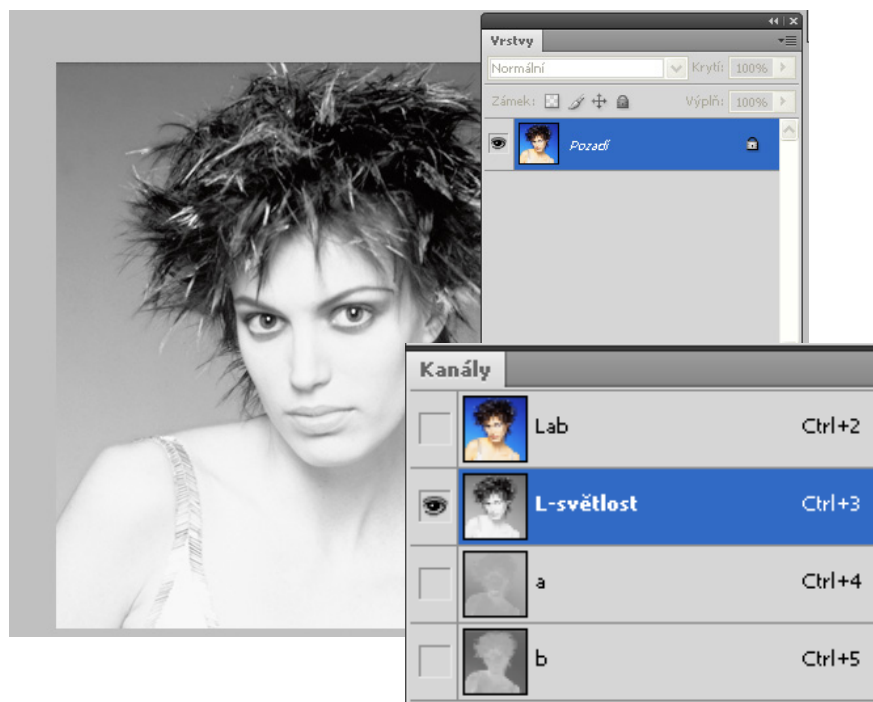 Vrstvy
Normální Krytí: 100%
Zámek: Výplň: 100%
Pozadí
Kanály
Lab Ctrl+2
L-světlost Ctrl+3
a Ctrl+4
b Ctrl+5